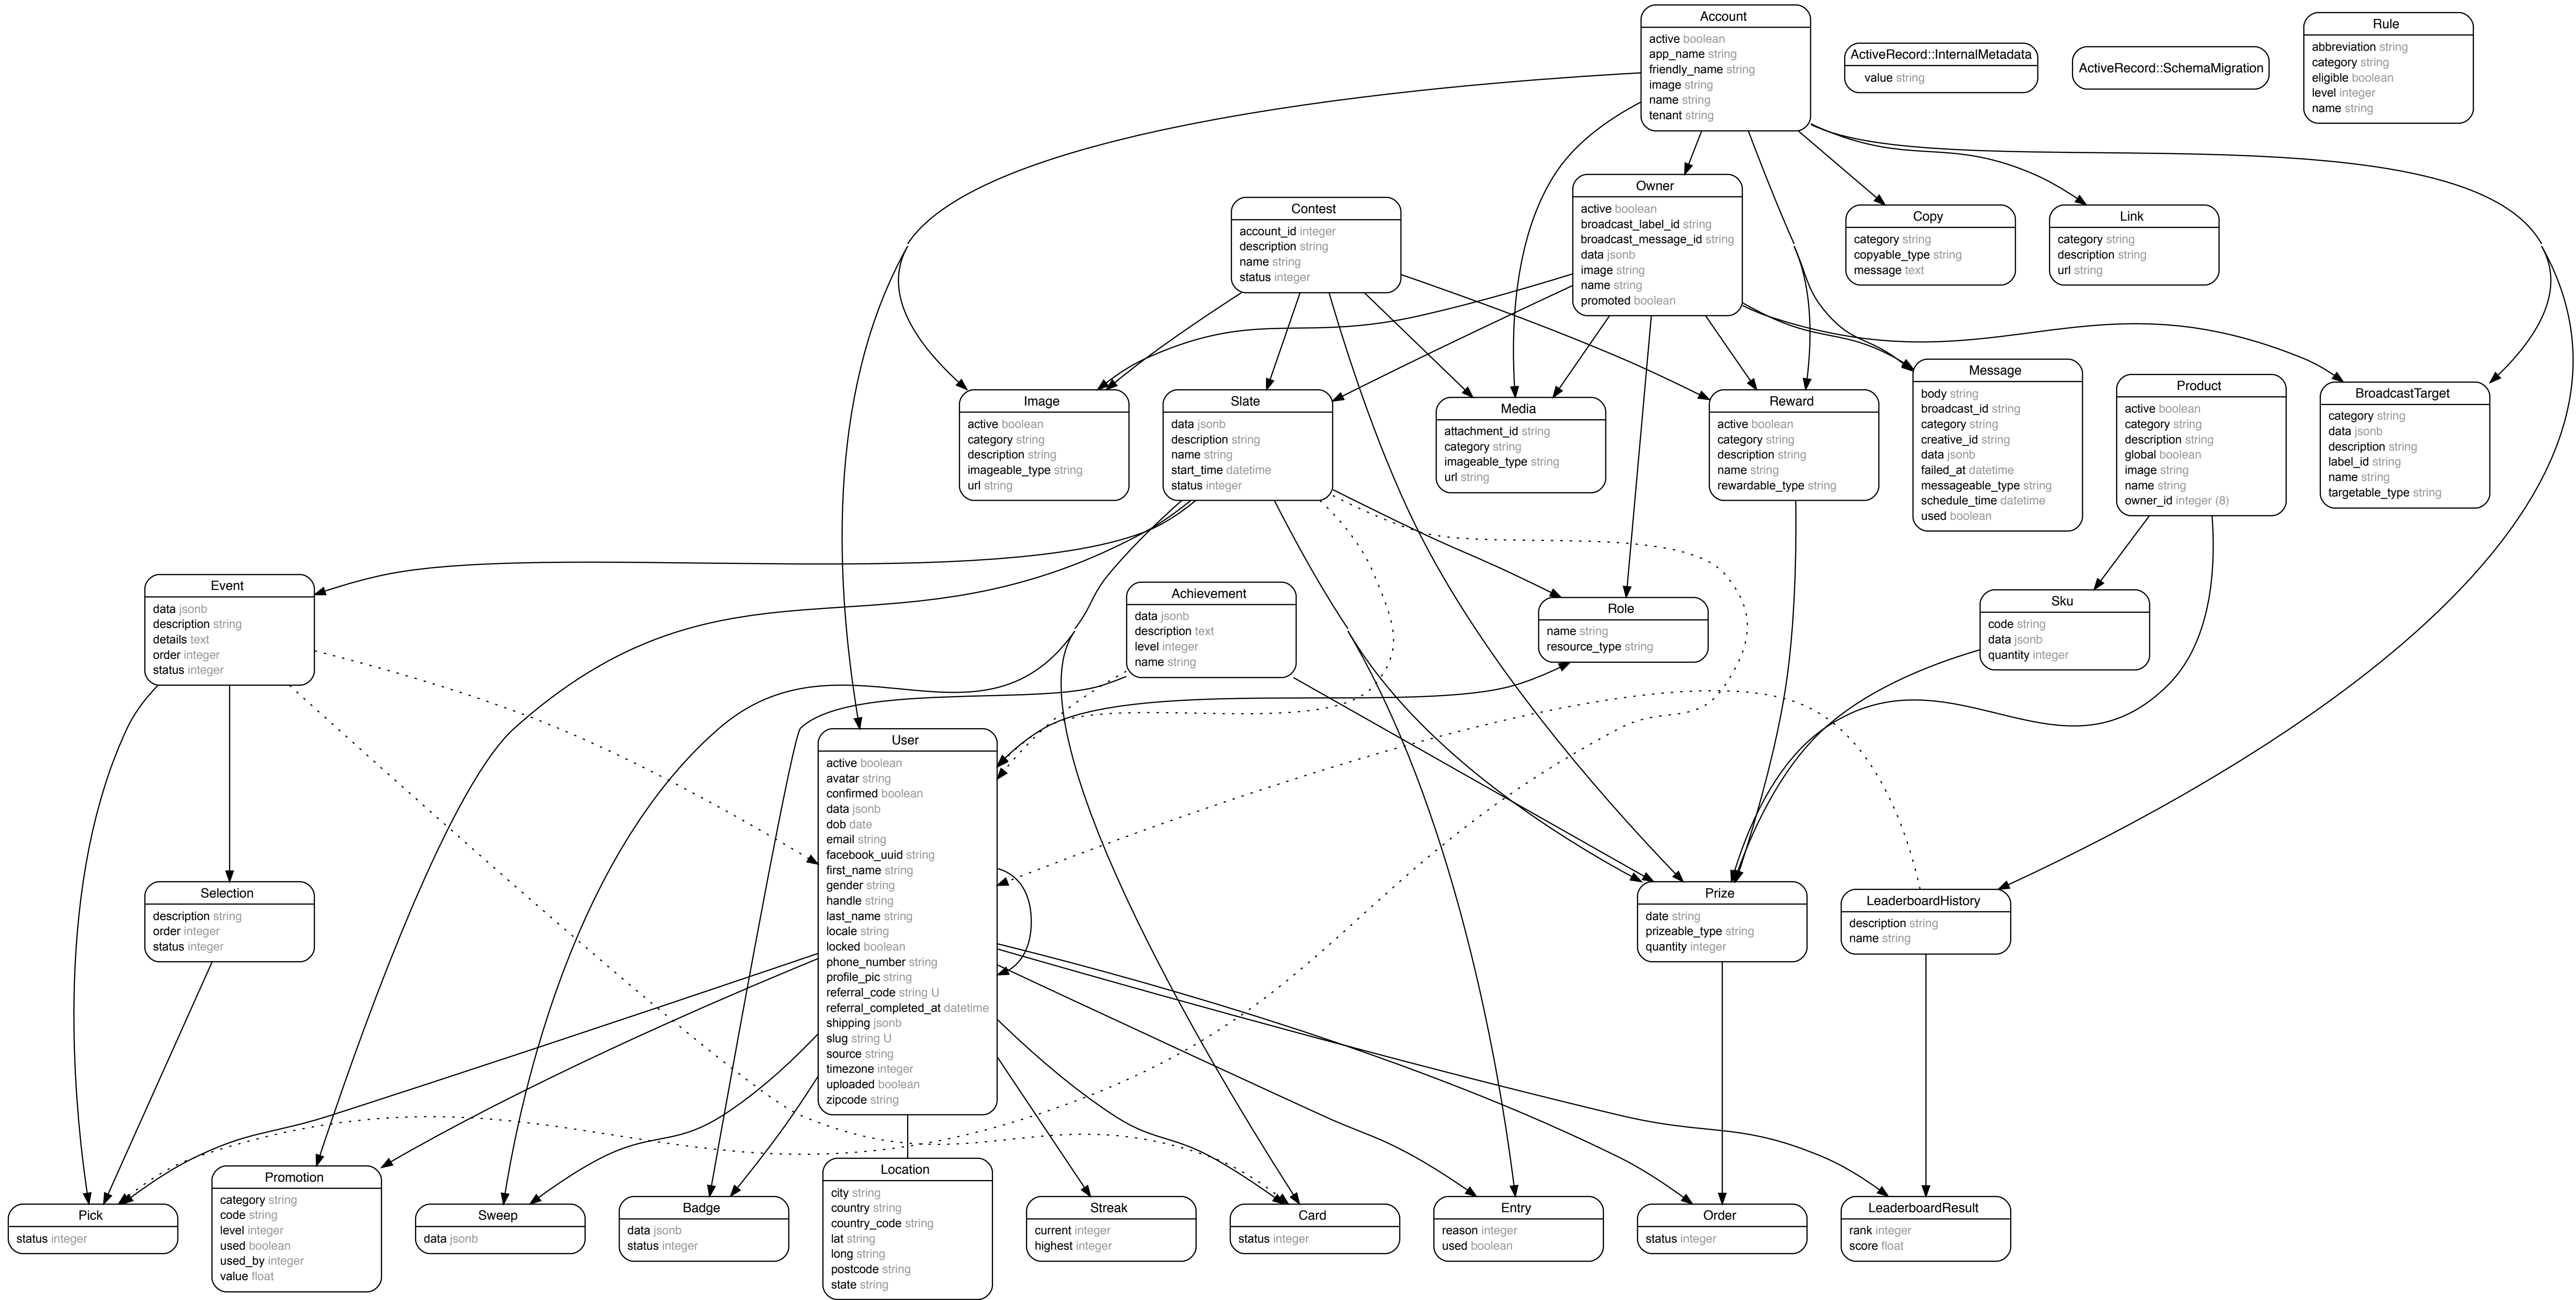 Account
active boolean
app_name string
friendly_name string
image string
name string
tenant string
ActiveRecord::InternalMetadata
value string
ActiveRecord::SchemaMigration
Rule
abbreviation string
category string
eligible boolean
level integer
name string
Contest
account_id integer
description string
name string
status integer
Owner
active boolean
broadcast_label_id string
broadcast_message_id string
data jsonb
image string
name string
promoted boolean
Copy
category string
copyable_type string
message text
Link
category string
description string
url string
Image
active boolean
category string
description string
imageable_type string
url string
Slate
data jsonb
description string
name string
start_time datetime
status integer
Media
attachment_id string
category string
imageable_type string
url string
Reward
active boolean
category string
description string
name string
rewardable_type string
Message
body string
broadcast_id string
category string
creative_id string
data jsonb
failed_at datetime
messageable_type string
schedule_time datetime
used boolean
Product
active boolean
category string
description string
global boolean
image string
name string
owner_id integer (8)
BroadcastTarget
category string
data jsonb
description string
label_id string
name string
targetable_type string
Event
data jsonb
description string
details text
order integer
status integer
Achievement
data jsonb
description text
level integer
name string
Role
name string
resource_type string
Sku
code string
data jsonb
quantity integer
User
active boolean
avatar string
confirmed boolean
data jsonb
dob date
email string
facebook_uuid string
first_name string
gender string
handle string
last_name string
locale string
locked boolean
phone_number string
profile_pic string
referral_code string U
referral_completed_at datetime
shipping jsonb
slug string U
source string
timezone integer
uploaded boolean
zipcode string
Selection
description string
order integer
status integer
Prize
date string
prizeable_type string
quantity integer
LeaderboardHistory
description string
name string
Pick
status integer
Promotion
category string
code string
level integer
used boolean
used_by integer
value float
Sweep
data jsonb
Badge
data jsonb
status integer
Location
city string
country string
country_code string
lat string
long string
postcode string
state string
Streak
current integer
highest integer
Card
status integer
Entry
reason integer
used boolean
Order
status integer
LeaderboardResult
rank integer
score float